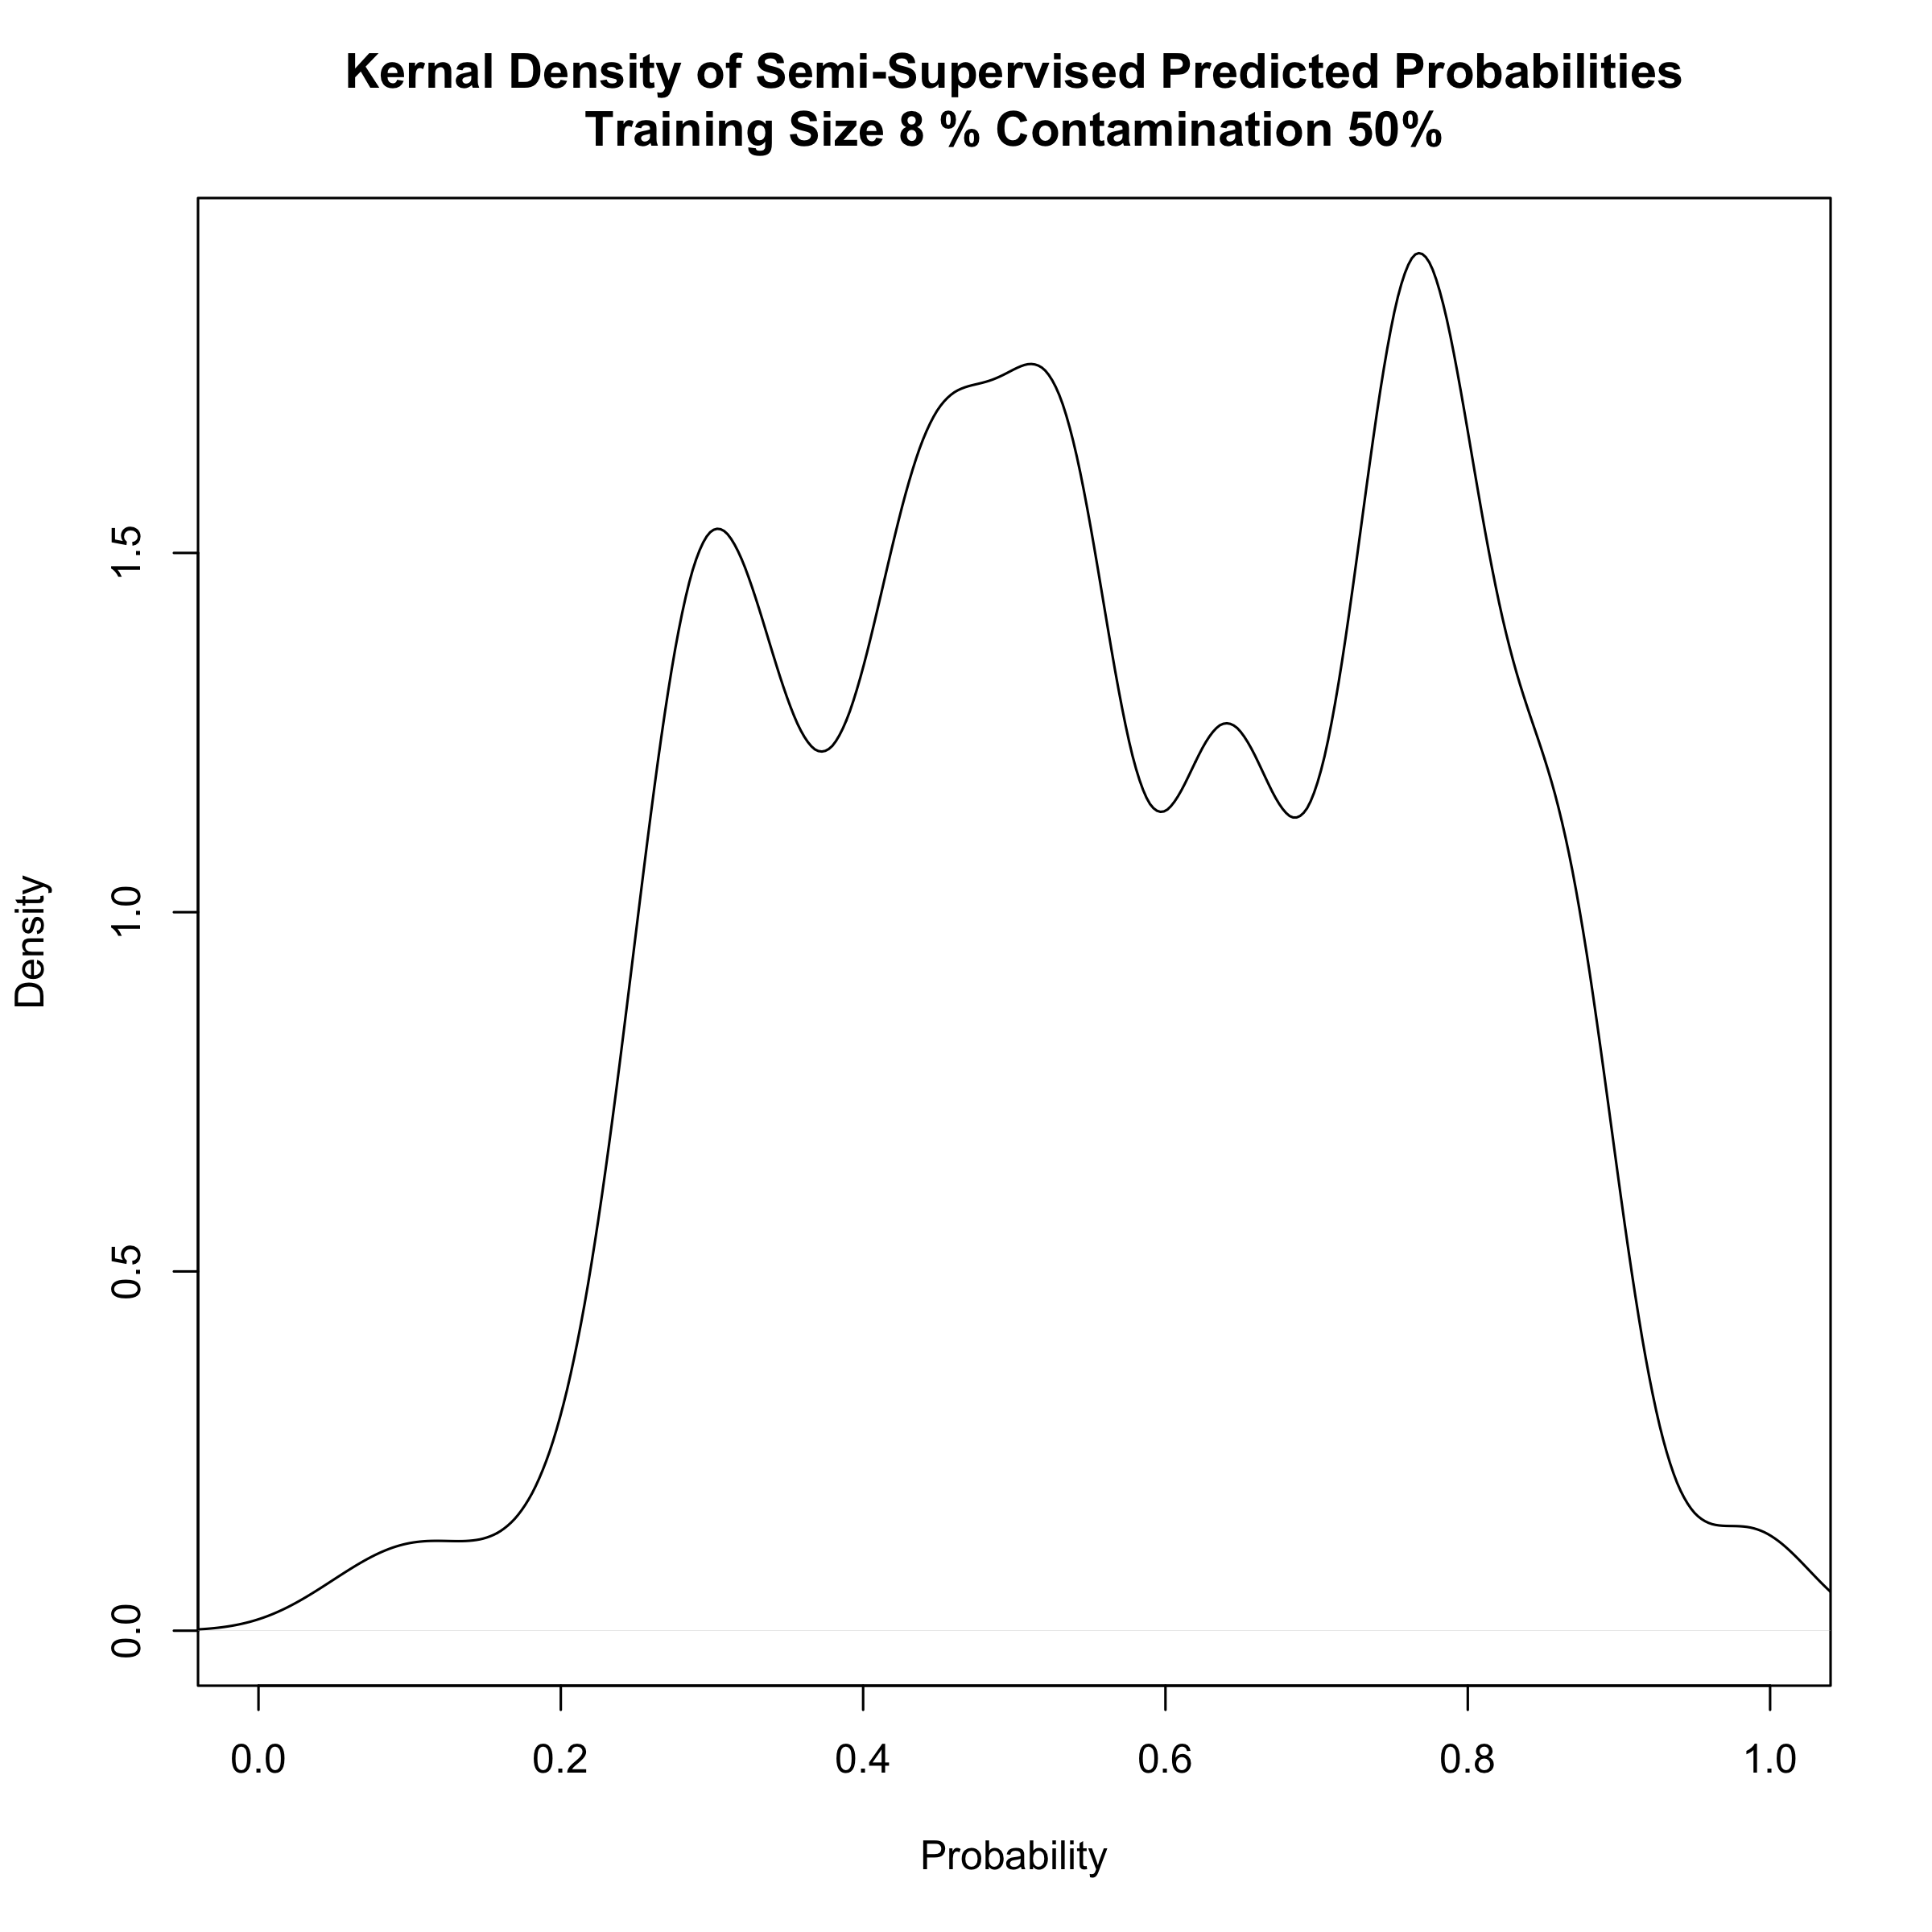 Kernal Density of Semi-Supervised Predicted Probabilities
Training Size 8 % Contamination 50%
Density
1.5
1.0
0.5
0.0
0.0 0.2 0.4 0.6 0.8 1.0
Probability